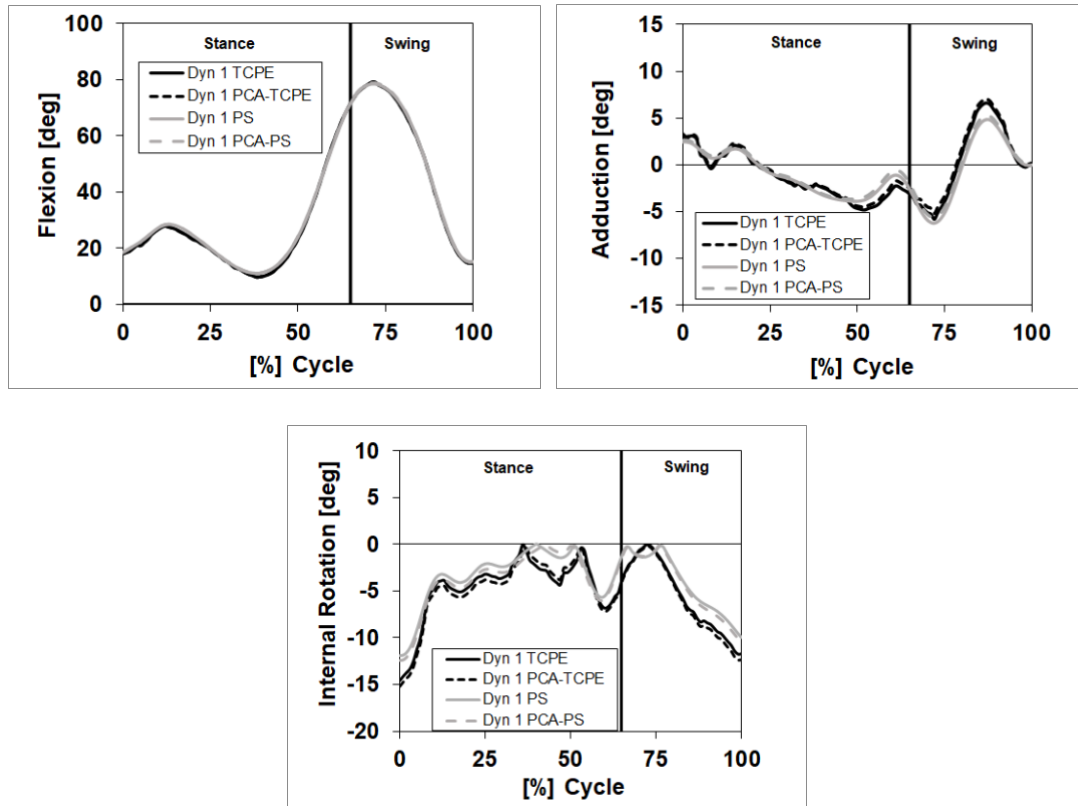 Flexion [deg]
100
80
60
40
20
0
Stance
Swing
Dyn 1 TCPE
Dyn 1 PCA-TCPE
Dyn 1 PS
Dyn 1 PCA-PS
0 25 50 75 100
[%] Cycle
Adduction [deg]
15
10
5
0
-5
-10
-15
Stance
Swing
Dyn 1 TCPE
Dyn 1 PCA-TCPE
Dyn 1 PS
Dyn 1 PCA-PS
0 25 50 75 100
[%] Cycle
Internal Rotation [deg]
10
5
0
-5
-10
-15
-20
Stance
Swing
Dyn 1 TCPE
Dyn 1 PCA-TCPE
Dyn 1 PS
Dyn 1 PCA-PS
0 25 50 75 100
[%] Cycle